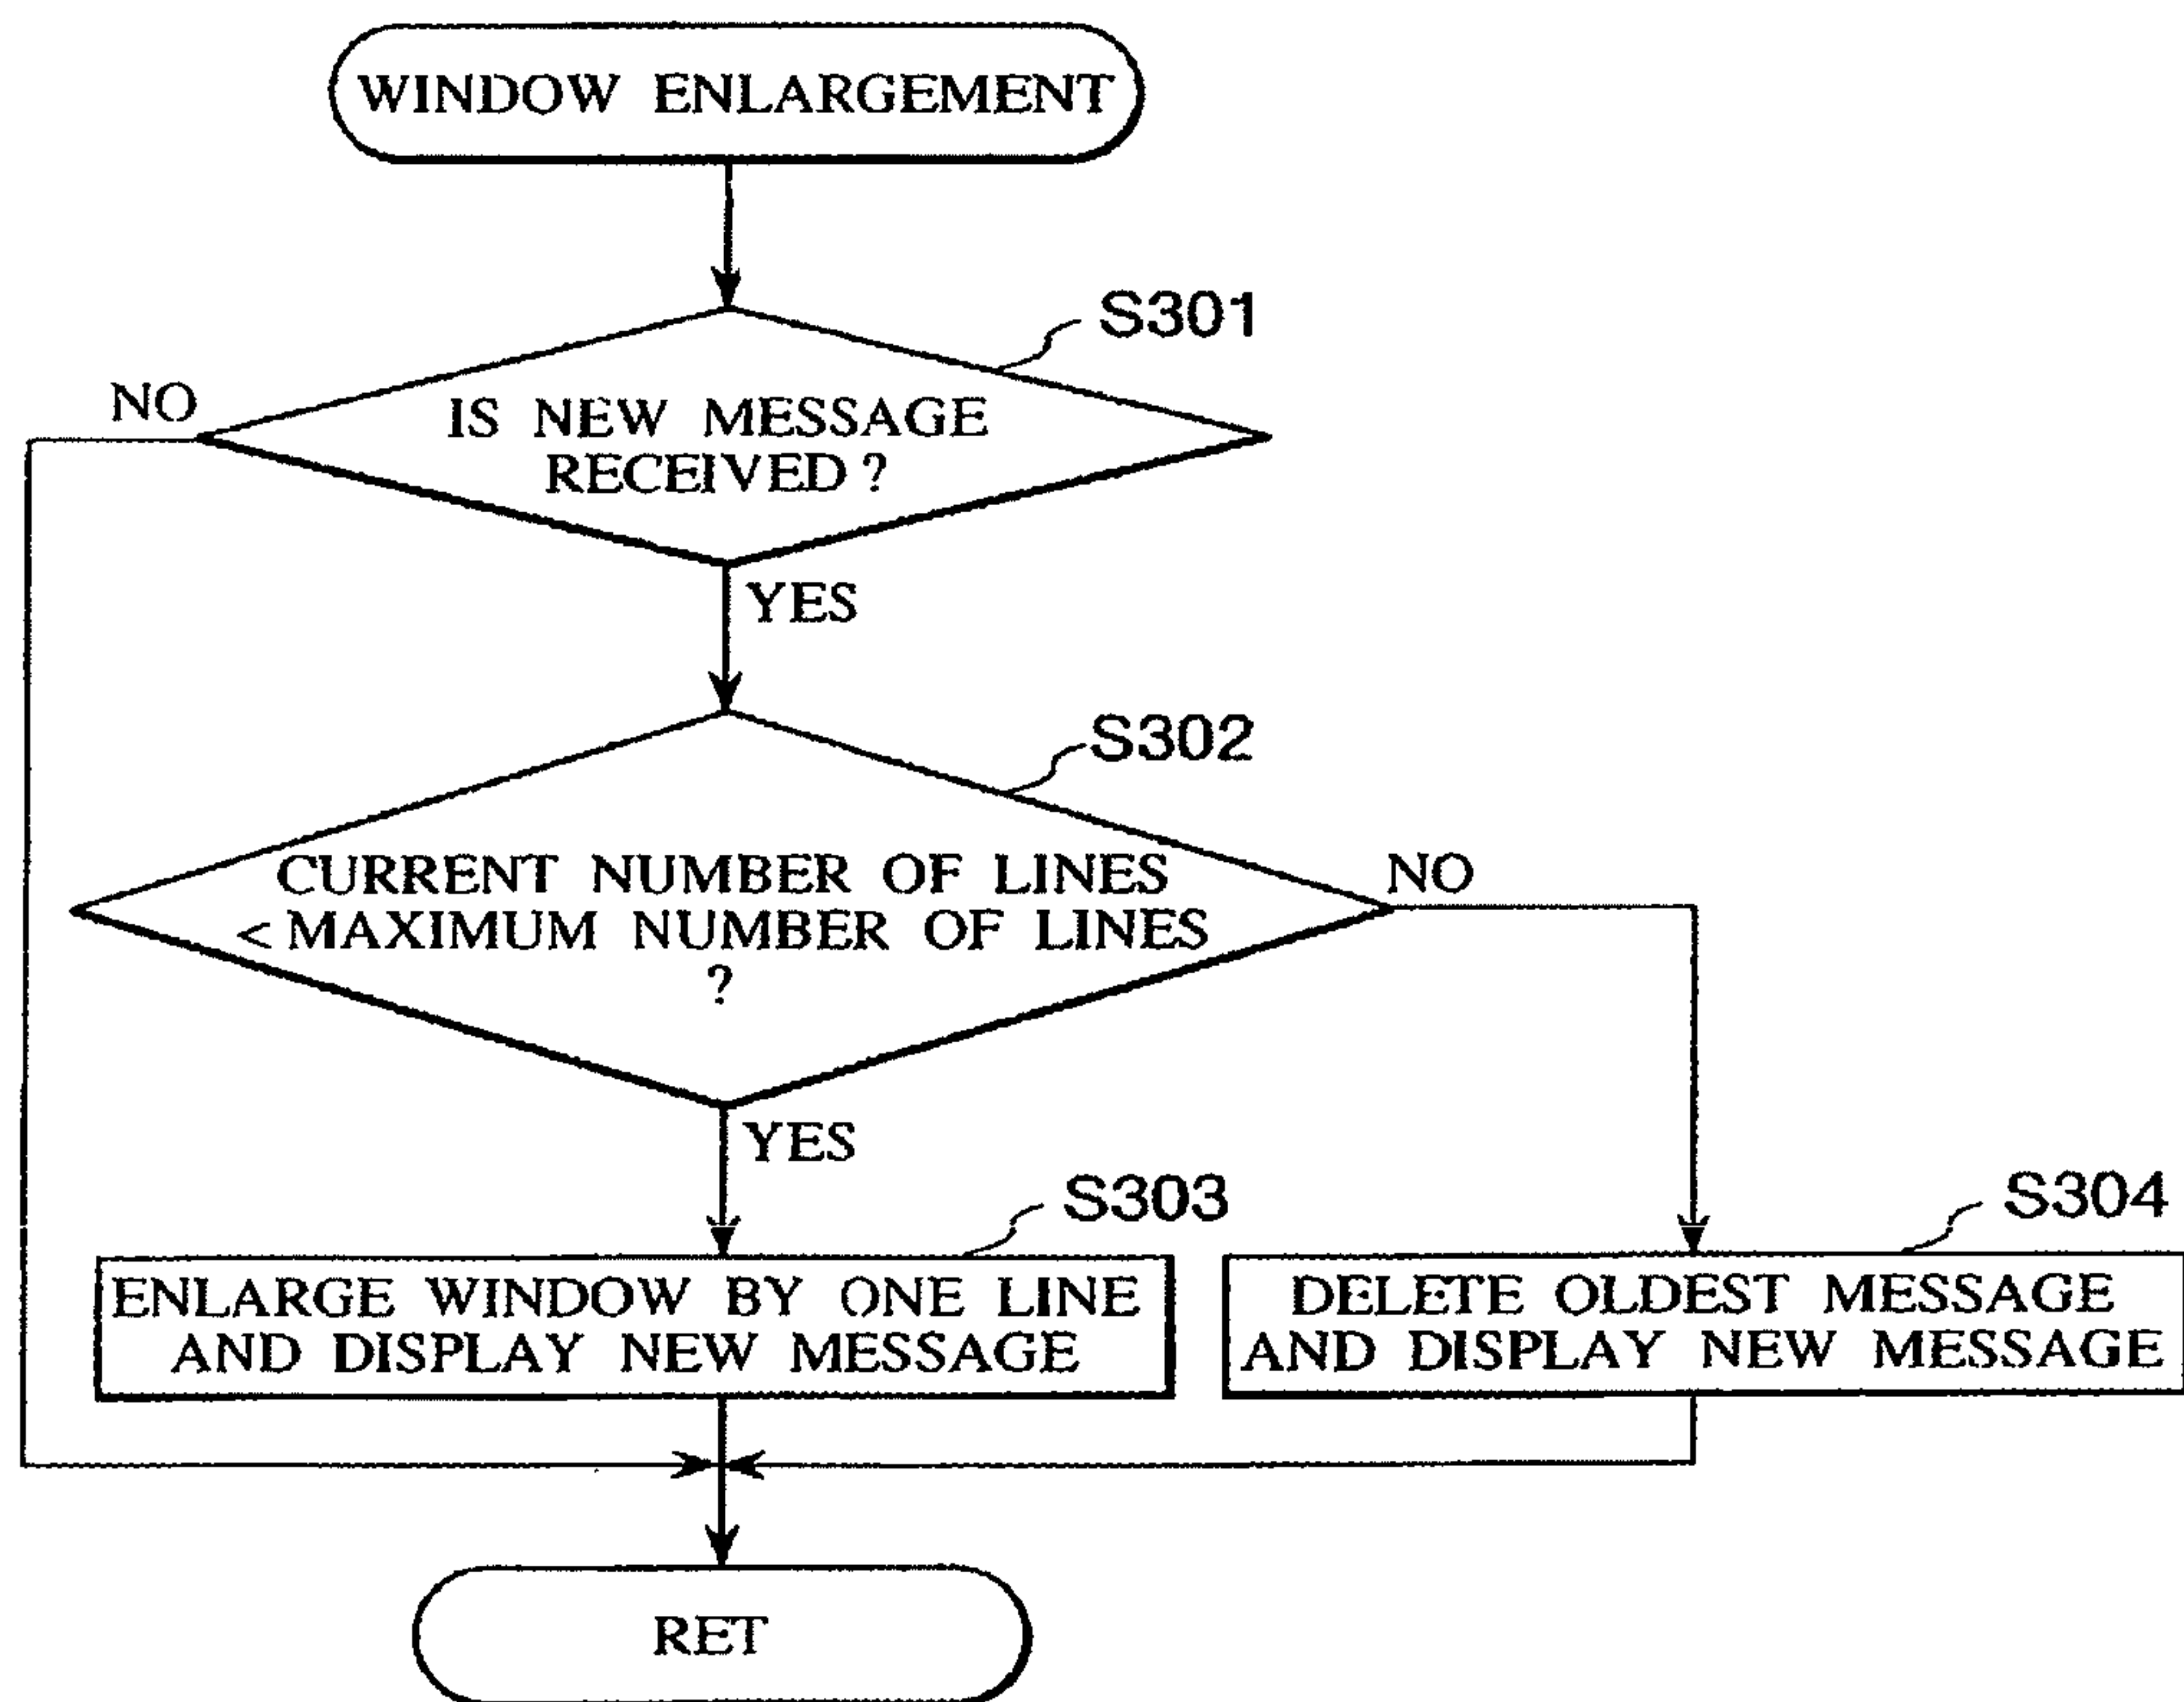 WINDOW ENLARGEMENT
S301
NO
IS NEW MESSAGE
RECEIVED ?
YES
S302
CURRENT NUMBER OF LINES
< MAXIMUM NUMBER OF LINES
?
NO
YES
S303
S304
ENLARGE WINDOW BY ONE LINE
AND DISPLAY NEW MESSAGE
DELETE OLDEST MESSAGE
AND DISPLAY NEW MESSAGE
RET